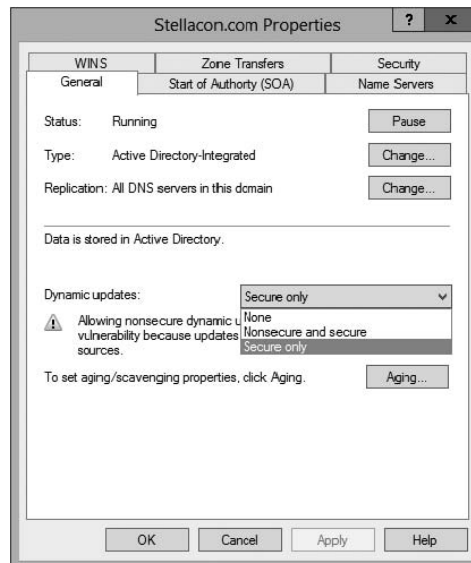 Stellacon.com Properties
? x
WINS Zone Transfers Security
General Start of Authorty (SOA) Name Servers
Status: Running Pause
Type: Active Directory-Integrated Change...
Replication: All DNS servers in this domain Change...
Data is stored in Active Directory.
Dynamic updates: Secure only
None
Nonsecure and secure
Secure only
Allowing nonsecure dynamic u
vulnerability because updates
sources.
To set aging/scavenging properties, click Aging. Aging...
OK Cancel Apply Help